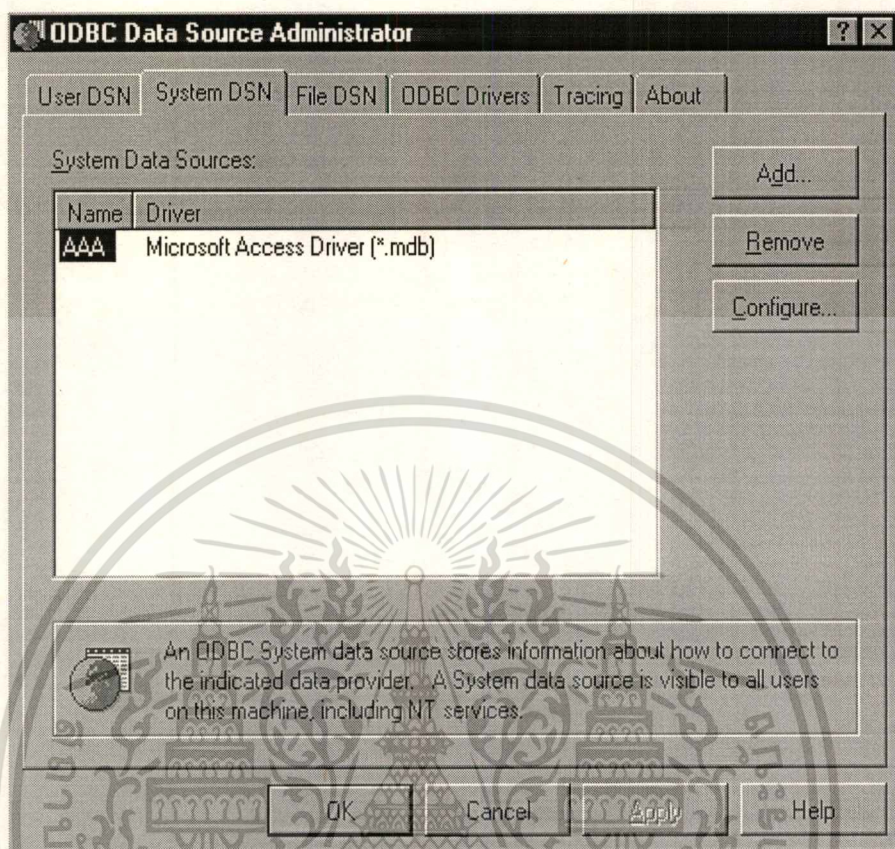 ODBC Data Source Administrator
User DSN System DSN File DSN ODBC Drivers Tracing About
System Data Sources:
Add...
Name Driver
AAA Microsoft Access Driver (*.mdb)
Remove
Configure...
An ODBC System data source stores information about how to connect to
the indicated data provider. A System data source is visible to all users
on this machine, including NT services.
OK Cancel Apply Help